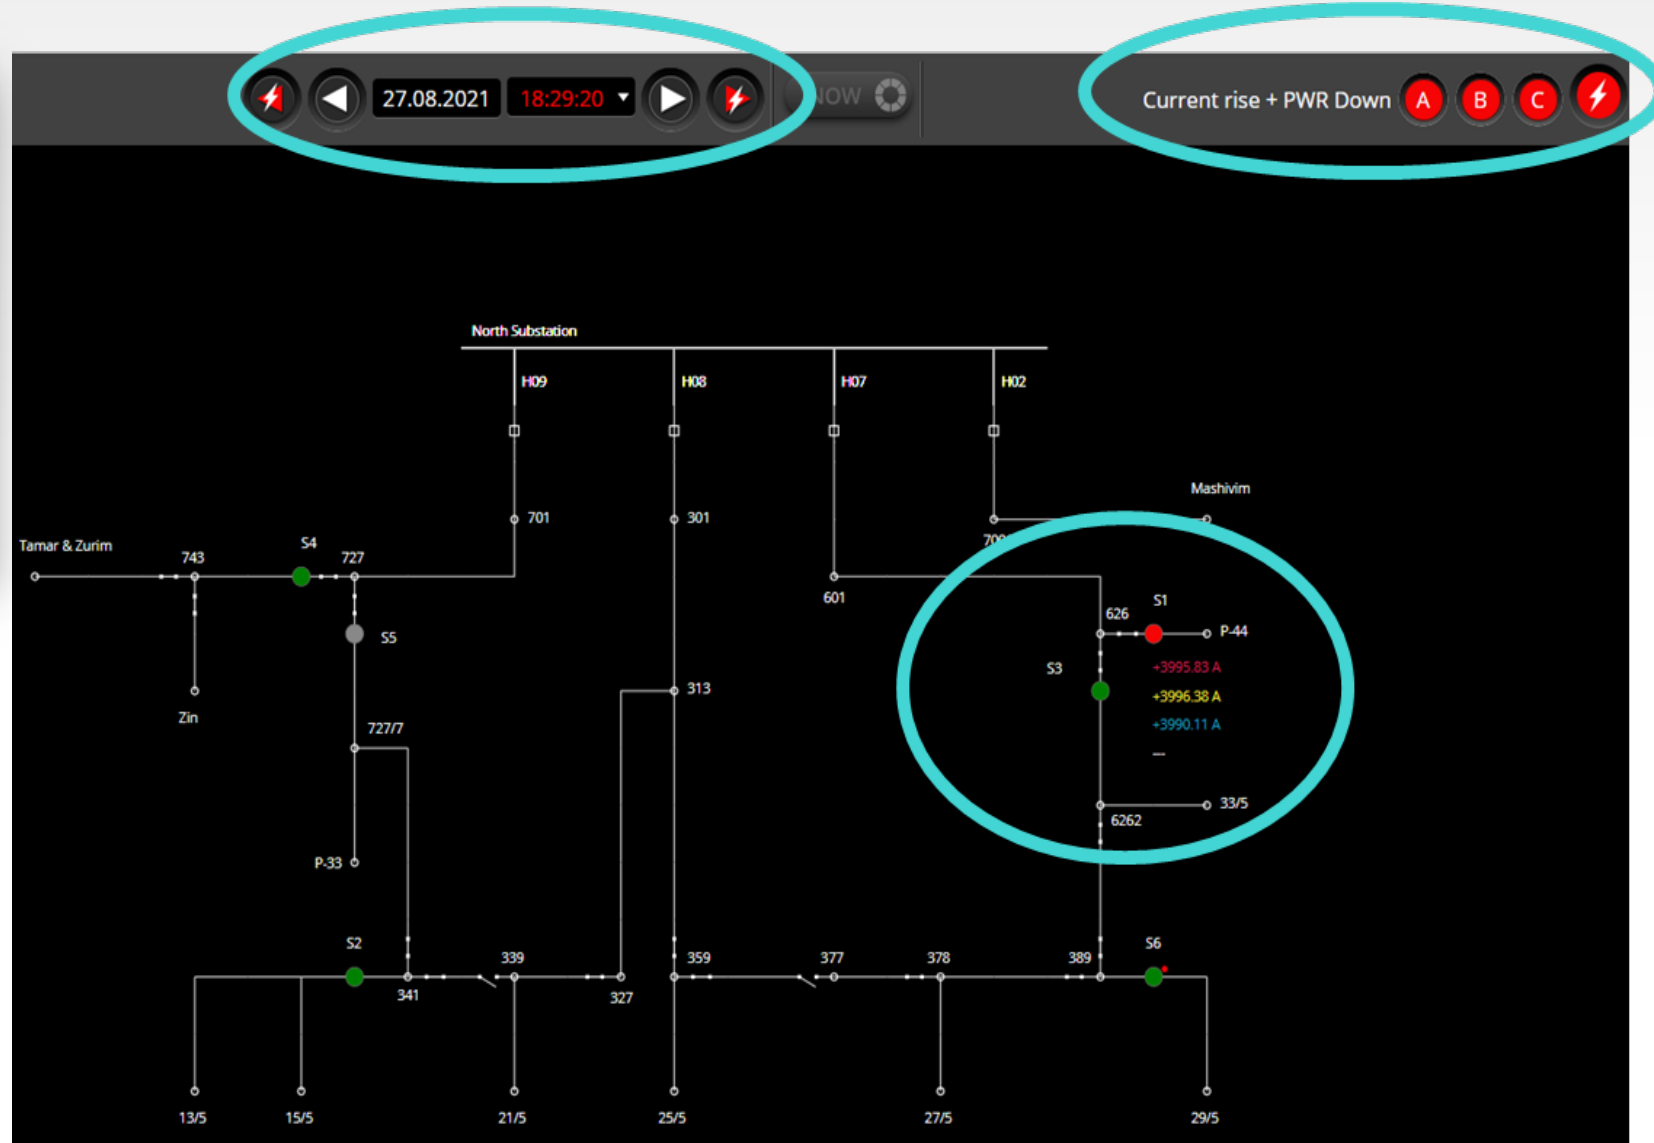 27.08.2021 18:29:20 NOW Current rise + PWR Down A B C
North Substation
H09 H08 H07 H02
Mashivim
701 301
Tamar & Zurim 743 S4 727
601
626 S1
S5 P-44
S3 +3995.83 A
313
+3996.38 A
Zin
727/7 +3990.11 A
---
33/5
6262
P-33
S2 339 359 377 378 389 S6
341 327
13/5 15/5 21/5 25/5 27/5 29/5